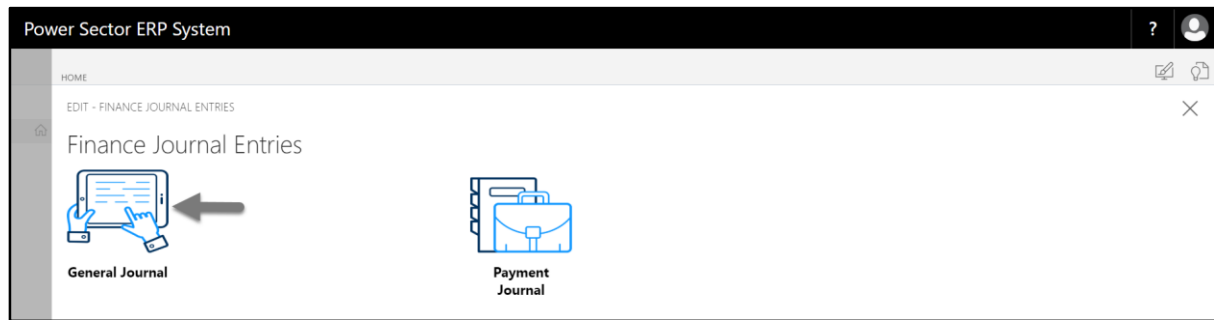 Power Sector ERP System
?
HOME
EDIT - FINANCE JOURNAL ENTRIES
Finance Journal Entries
General Journal
Payment
Journal